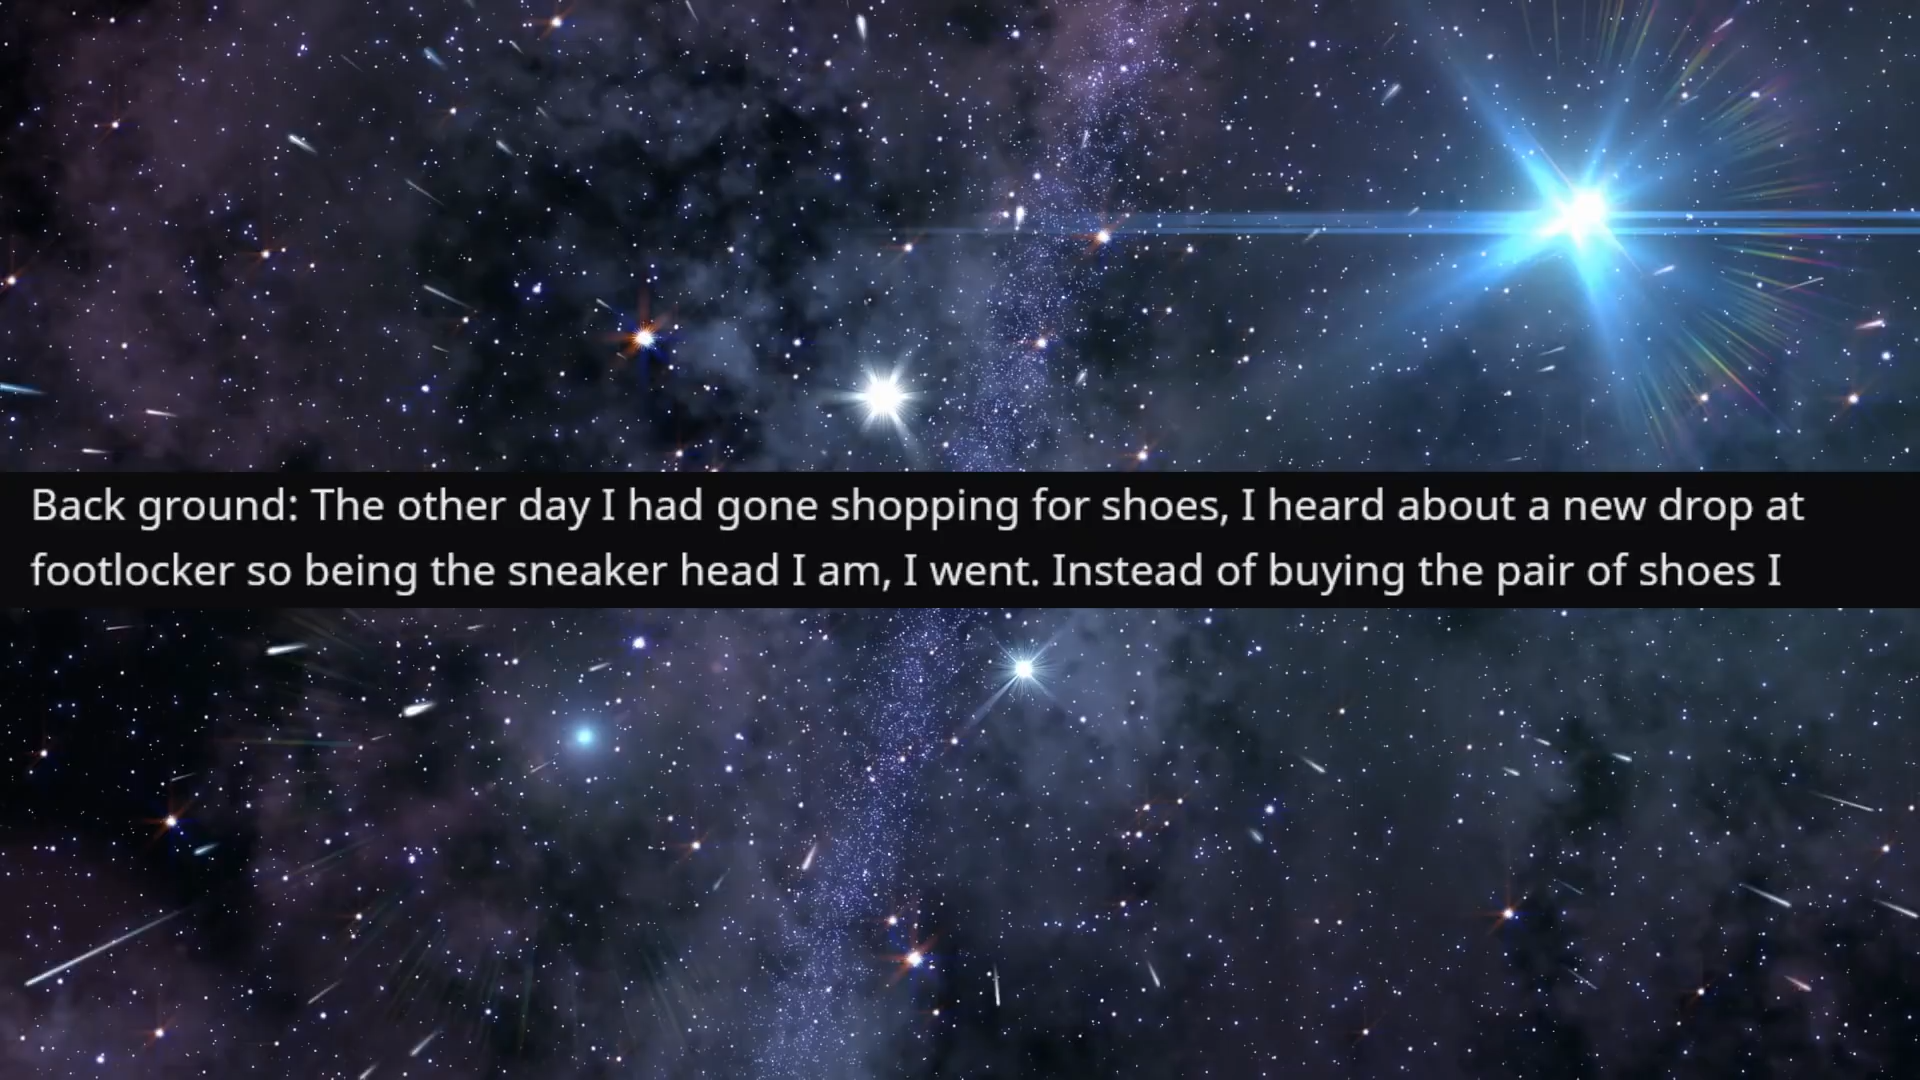 Back ground: The other day I had gone shopping for shoes, I heard about a new drop at
footlocker so being the sneaker head I am, I went. Instead of buying the pair of shoes I